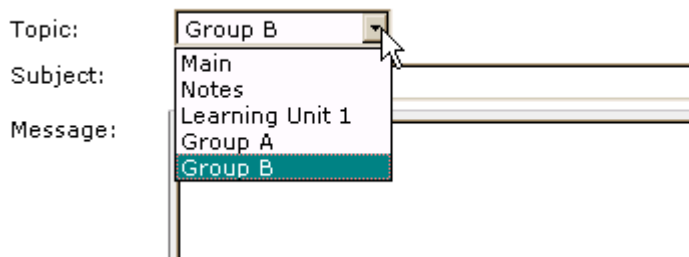 Topic: Group B
Main
Subject:
Notes
Learning Unit 1
Message:
Group A
Group B